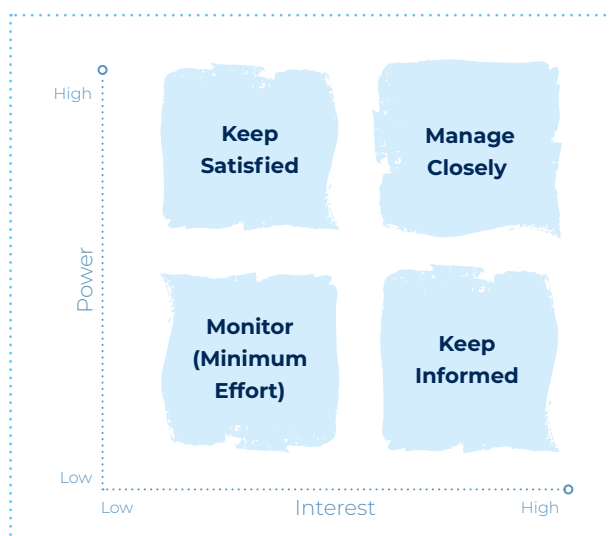 High
Keep
Satisfied
Manage
Closely
Power
Monitor
(Minimum
Effort)
Keep
Informed
Low
Low
Interest
High